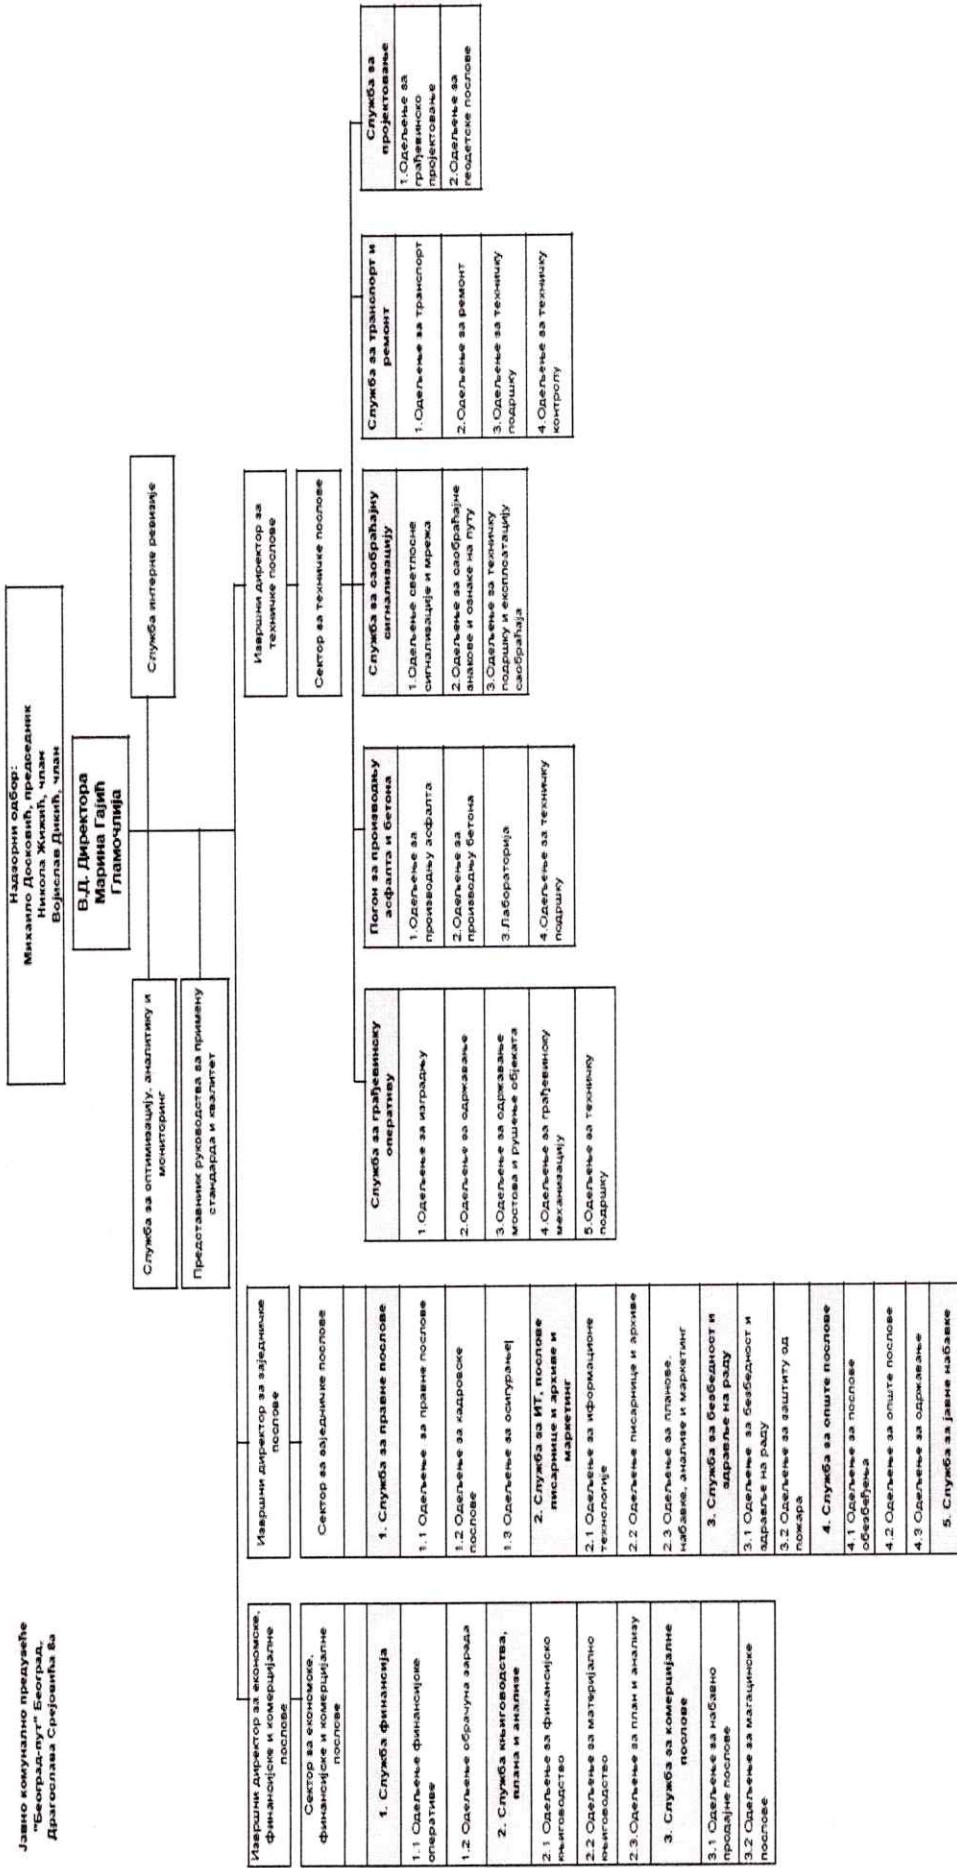 Јавно комунално предузеће
"Београд-пут" Београд,
Драгослава Срејовића 8а
Надзорни одбор:
Михаило Досковић, председник
Никола Жижић, члан
Војислав Дикић, члан
В.Д. Директора
Марина Гајић
Гламочлија
Служба за оптимизацију, аналитику и
мониторинг
Служба интерне ревизије
Представник руководства за примену
стандарда и квалитет
Извршни директор за економске,
финансијске и комерцијалне
послове
Сектор за економске,
финансијске и комерцијалне
послове
1. Служба финансија
1.1 Одељење финансијске
оперативе
1.2. Одељење обрачуна зарада
2. Служба књиговодства,
плана и анализе
2.1 Одељење за финансијско
књиговодство
2.2 Одељење за материјално
књиговодство
2.3.Одељење за план и анализу
3. Служба за комерцијалне
послове
3.1 Одељење за набавно
продајне послове
3.2 Одељење за магацинске
послове
Извршни директор за заједничке
послове
Сектор за заједничке послове
1. Служба за правне послове
1.1 Одељење за правне послове
1.2 Одељење за кадровске
послове
1.3 Одељење за осигурање|
2. Служба за ИТ, послове
писарнице и архиве и
маркетинг
2.1 Одељење за иформационе
технологије
2.2 Одељење писарнице и архиве
2.3 Одељење за планове,
набавке, анализе и маркетинг
3. Служба за безбедност и
здравље на раду
3.1 Одељење за безбедност и
здравље на раду
3.2 Одељење за заштиту од
пожара
4. Служба за опште послове
4.1 Одељење за послове
обезбеђења
4.2 Одељење за опште послове
4.3 Одељење за одржавање
5. Служба за јавне набавке
Извршни директор за
техничке послове
Сектор за техничке послове
Служба за грађевинску
оперативу
1.Одељење за изградњу
2.Одељење за одржавање
3.Одељење за одржавање
мостова и рушење објеката
4.Одељење за грађевинску
механизацију
5.Одељење за техничку
подршку
Погон за производњу
асфалта и бетона
1.Одељење за
производњу асфалта
2.Одељење за
производњу бетона
3.Лабораторија
4.Одељење за техничку
подршку
Служба за саобраћајну
сигнализацију
1.Одељење светлосне
сигнализације и мрежа
2.Одељење за саобраћајне
знакове и ознаке на путу
3.Одељење за техничку
подршку и експлоатацију
саобраћаја
Служба за транспорт и
ремонт
1.Одељење за транспорт
2.Одељење за ремонт
3.Одељење за техничку
подршку
4.Одељење за техничку
контролу
Служба за
пројектовање
1.Одељење за
грађевинско
пројектовање
2.Одељење за
геодетске послове